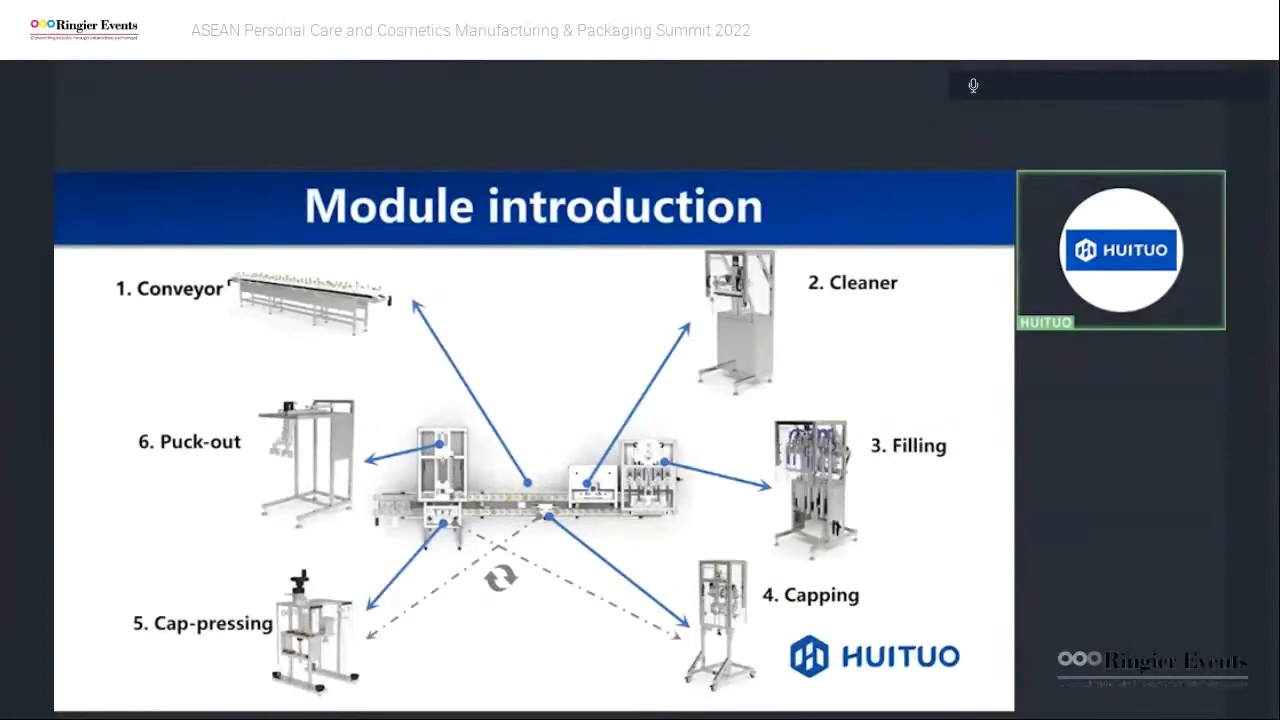 Ringier Events
ASEAN Personal Care and Cosmetics Manufacturing & Packaging Summit 2022
Module introduction
1. Conveyor
2. Cleaner
HUITUO
HUITUO
6. Puck-out
3. Filling
5. Cap-pressing
4. Capping
HUITUO
Ringier Events